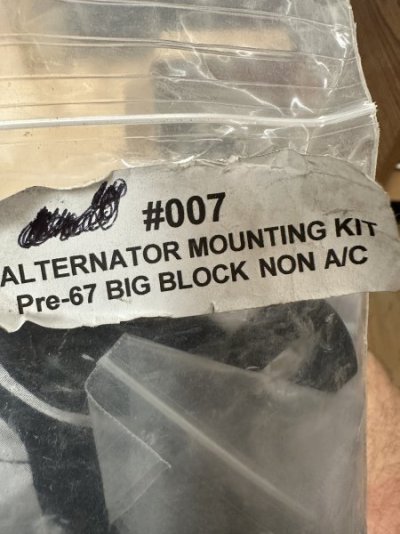 #007
ALTERNATOR MOUNTING KIT
Pre-67 BIG BLOCK NON A/C